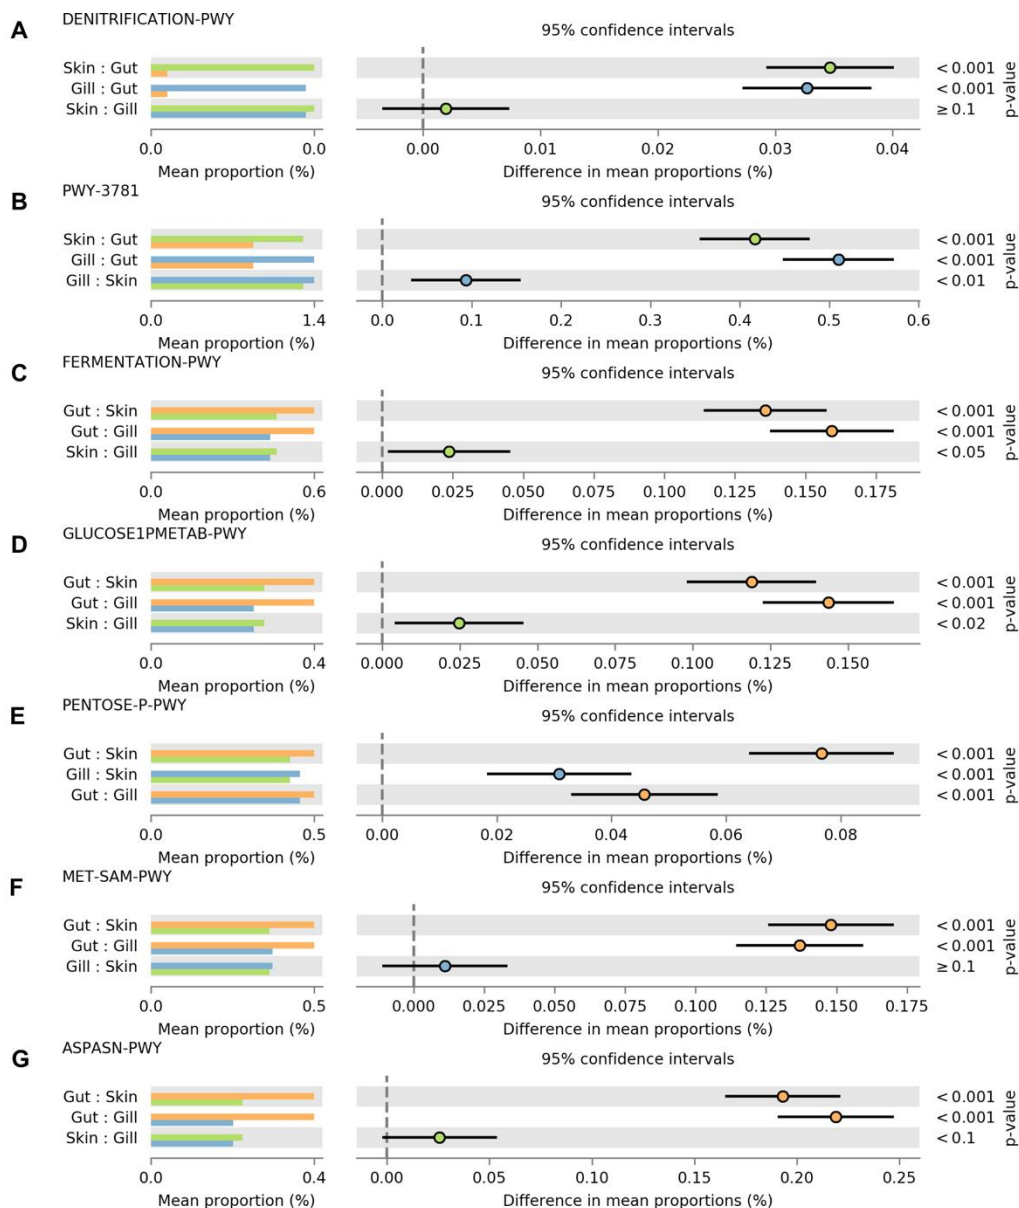 A DENITRIFICATION-PWY
95% confidence intervals
Skin : Gut < 0.001
Gill : Gut < 0.001
Skin : Gill ≥ 0.1
p-value
0.0 0.0 0.00 0.01 0.02 0.03 0.04
Mean proportion (%) Difference in mean proportions (%)
B PWY-3781
95% confidence intervals
Skin : Gut < 0.001
Gill : Gut < 0.001
Gill : Skin < 0.01
p-value
0.0 1.4 0.0 0.1 0.2 0.3 0.4 0.5 0.6
Mean proportion (%) Difference in mean proportions (%)
C FERMENTATION-PWY
95% confidence intervals
Gut : Skin < 0.001
Gut : Gill < 0.001
Skin : Gill < 0.05
p-value
0.0 0.6 0.000 0.025 0.050 0.075 0.100 0.125 0.150 0.175
Mean proportion (%) Difference in mean proportions (%)
D GLUCOSE1PMETAB-PWY
95% confidence intervals
Gut : Skin < 0.001
Gut : Gill < 0.001
Skin : Gill < 0.02
p-value
0.0 0.4 0.000 0.025 0.050 0.075 0.100 0.125 0.150
Mean proportion (%) Difference in mean proportions (%)
E PENTOSE-P-PWY
95% confidence intervals
Gut : Skin < 0.001
Gill : Skin < 0.001
Gut : Gill < 0.001
p-value
0.0 0.5 0.00 0.02 0.04 0.06 0.08
Mean proportion (%) Difference in mean proportions (%)
F MET-SAM-PWY
95% confidence intervals
Gut : Skin < 0.001
Gut : Gill < 0.001
Gill : Skin ≥ 0.1
p-value
0.0 0.5 0.000 0.025 0.050 0.075 0.100 0.125 0.150 0.175
Mean proportion (%) Difference in mean proportions (%)
G ASPASN-PWY
95% confidence intervals
Gut : Skin < 0.001
Gut : Gill < 0.001
Skin : Gill < 0.1
p-value
0.0 0.4 0.00 0.05 0.10 0.15 0.20 0.25
Mean proportion (%) Difference in mean proportions (%)